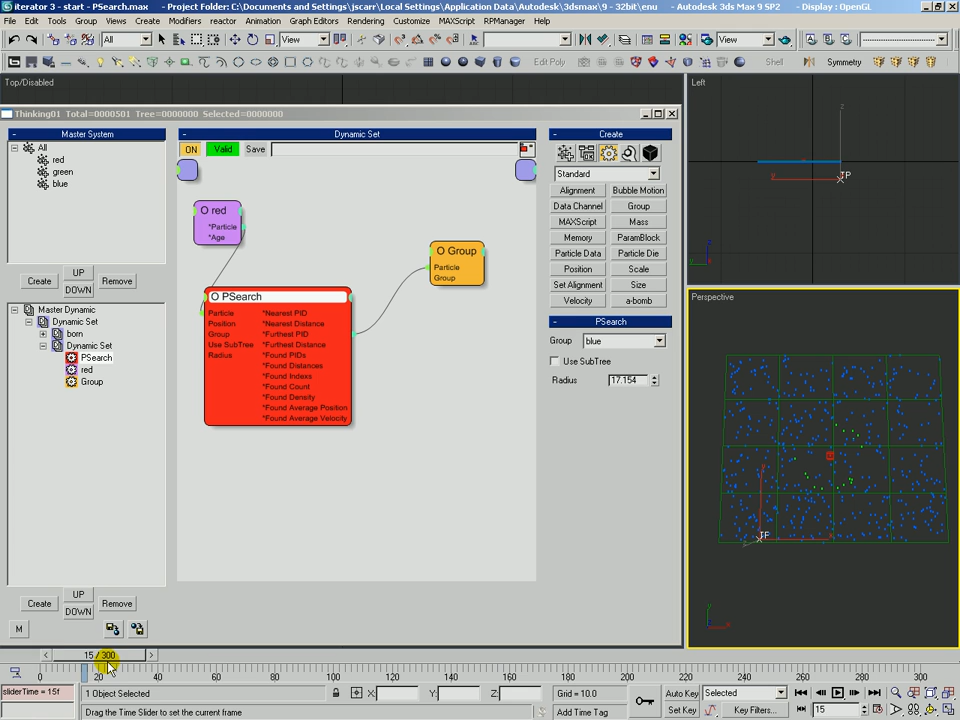 iterator 3 - start - PSearch.max - Project Folder: C:\Documents and Settings\jscarr\Local Settings\Application Data\Autodesk\3dsmax\9 - 32bit\enu - Autodesk 3ds Max 9 SP2 - Display : OpenGL
File Edit Tools Group Views Create Modifiers reactor Animation Graph Editors Rendering Customize MAXScript RPManager Help
All View View
Edit Poly Shell Symmetry
Top/Disabled
Left
Thinking01 Total=0000501 Tree=0000000 Selected=0000000
Master System
Dynamic Set
Create
ON Valid Save
All
red
green
blue
Create UP DOWN Remove
Master Dynamic
Dynamic Set
born
Dynamic Set
PSearch
red
Group
Create UP DOWN Remove
M
O red
*Particle
*Age
O Group
Particle
Group
O PSearch
Particle *Nearest PID
Position *Nearest Distance
Group *Furthest PID
Use SubTree *Furthest Distance
Radius *Found PIDs
*Found Distances
*Found Indexs
*Found Count
*Found Density
*Found Average Position
*Found Average Velocity
Standard
Alignment Bubble Motion
Data Channel Group
MAXScript Mass
Memory ParamBlock
Particle Data Particle Die
Position Scale
Set Alignment Size
Velocity a-bomb
PSearch
Group blue
Use SubTree
Radius 17.154
z
y
TP
Perspective
TP
< 15 / 300 >
0 20 40 60 80 100 120 140 160 180 200 220 240 260 280 300
sliderTime = 15f
1 Object Selected X: Y: Z: Grid = 10.0 Auto Key Selected
Drag the Time Slider to set the current frame Add Time Tag Set Key Key Filters... 15